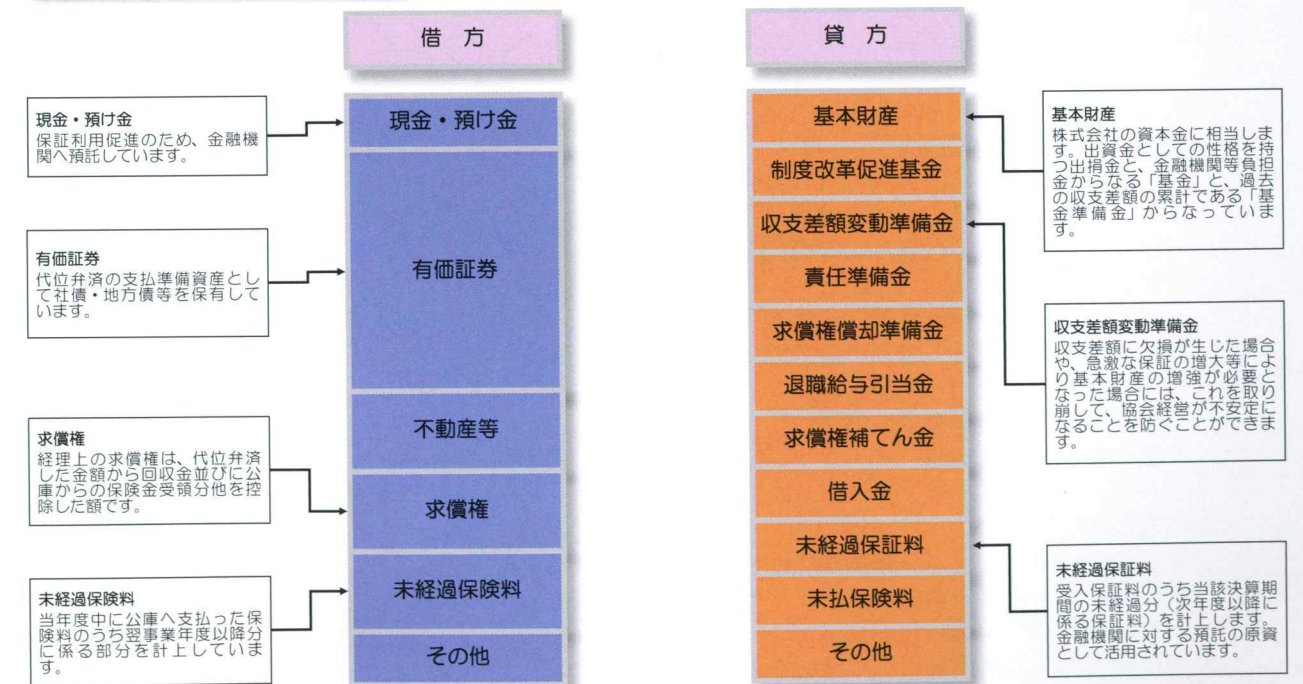 借方
現金・預け金
保証利用促進のため、金融機
関へ預託しています。
有価証券
代位弁済の支払準備資産とし
て社債・地方債等を保有して
います。
求償権
経理上の求償権は、代位弁済
した金額から回収金並びに公
庫からの保険金受領分他を控
除した額です。
未経過保険料
当年度中に公庫へ支払った保
険料のうち翌事業年度以降分
に係る部分を計上していま
す。
現金・預け金
有価証券
不動産等
求償権
未経過保険料
その他
貸方
基本財産
制度改革促進基金
収支差額変動準備金
責任準備金
求償権償却準備金
退職給与引当金
求償権補てん金
借入金
未経過保証料
未払保険料
その他
基本財産
株式会社の資本金に相当しま
す。出資金としての性格を持
つ出捐金と、金融機関等負担
金からなる「基金」と、過去
の収支差額の累計である「基
金準備金」からなっていま
す。
収支差額変動準備金
収支差額に欠損が生じた場合
や、急激な保証の増大等によ
り基本財産の増強が必要と
なった場合には、これを取り
崩して、協会経営が不安定に
なることを防ぐことができま
す。
未経過保証料
受入保証料のうち当該決算期
間の未経過分（次年度以降に
係る保証料）を計上します。
金融機関に対する預託の原資
として活用されています。